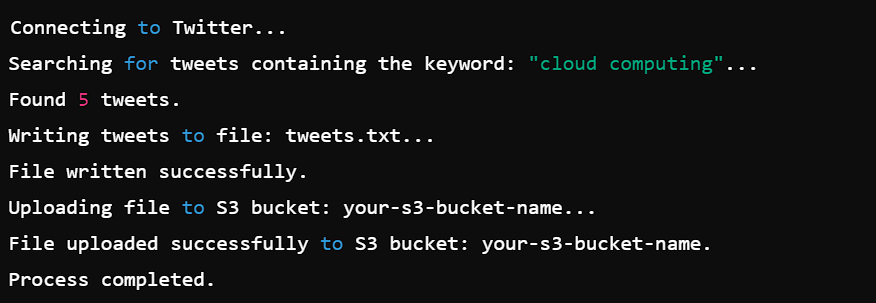 Connecting to Twitter...
Searching for tweets containing the keyword: "cloud computing"...
Found 5 tweets.
Writing tweets to file: tweets.txt...
File written successfully.
Uploading file to S3 bucket: your-s3-bucket-name...
File uploaded successfully to S3 bucket: your-s3-bucket-name.
Process completed.